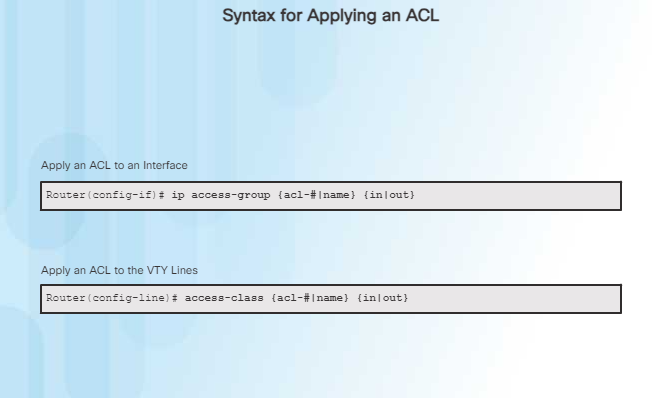 Syntax for Applying an ACL
Apply an ACL to an Interface
Router(config-if)# ip access-group {acl-#|name} {in|out}
Apply an ACL to the VTY Lines
Router(config-line)# access-class {acl-#|name} {in|out}